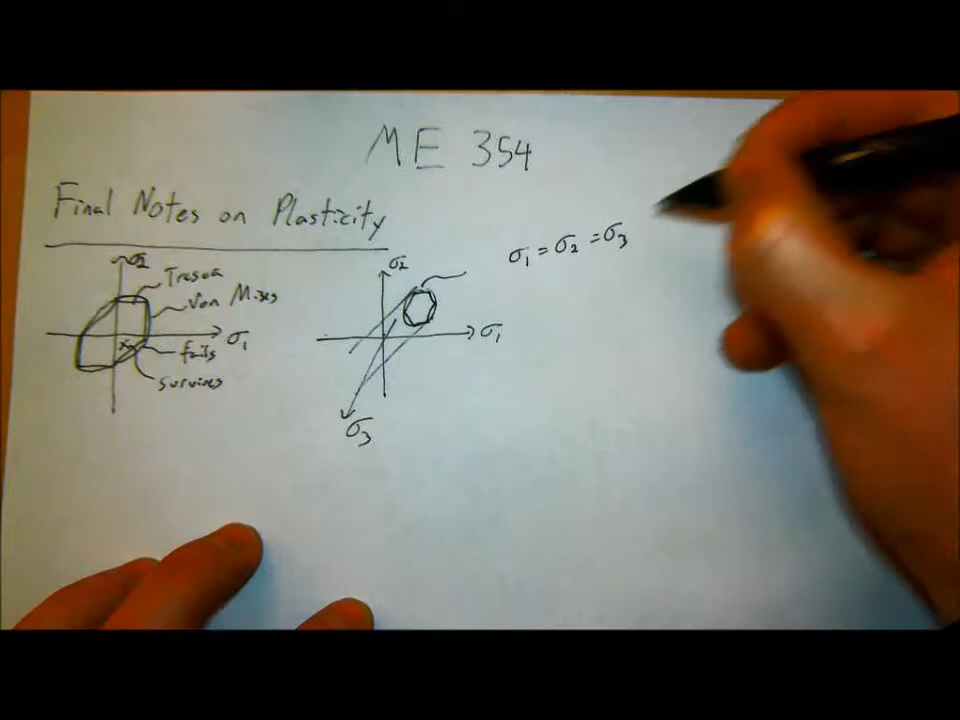 ME 354
Final Notes on Plasticity
σ2
Tresca
Von Mises
σ1
fails
survives
σ2
σ1
σ3
σ1 = σ2 = σ3